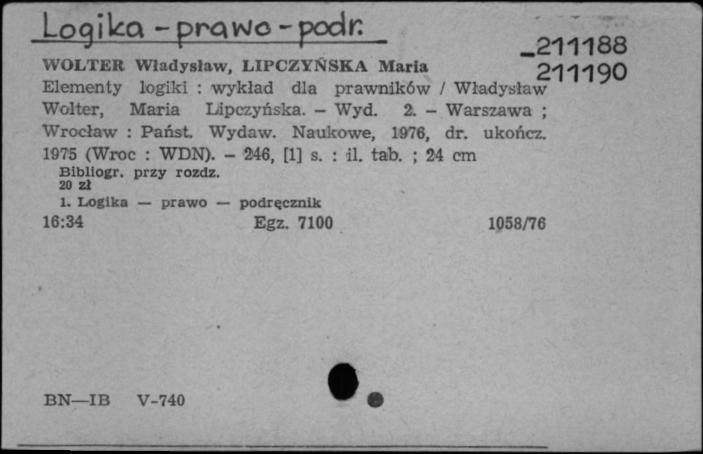 Logika - prawo - podr.
211188
211190
WOLTER Władysław, LIPCZYŃSKA Maria
Elementy logiki : wykład dla prawników / Władysław
Wolter, Maria Lipczyńska. — Wyd. 2. — Warszawa ;
Wrocław : Państ. Wydaw. Naukowe, 1976, dr. ukończ.
1975 (Wroc : WDN). — 246, [1] s. : il. tab. ; 24 cm
Bibliogr. przy rozdz.
20 zł
1. Logika — prawo — podręcznik
16:34 Egz. 7100 1058/76
BN—IB V-740